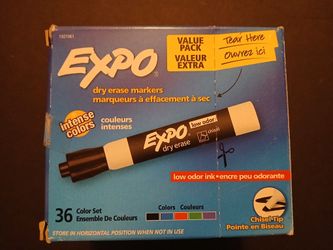 1921061
EXPO
VALUE
PACK
VALEUR
EXTRA
Tear Here
Ouvrez ici
dry erase markers
marqueurs à effacement à sec
intense
colors
couleurs
intenses
EXPO
low odor
dry erase
chisel
low odor ink • encre peu odorante
36 Color Set
Ensemble De Couleurs
Colors
Couleurs
Chisel Tip
Pointe en Biseau
STORE IN HORIZONTAL POSITION WHEN NOT IN USE